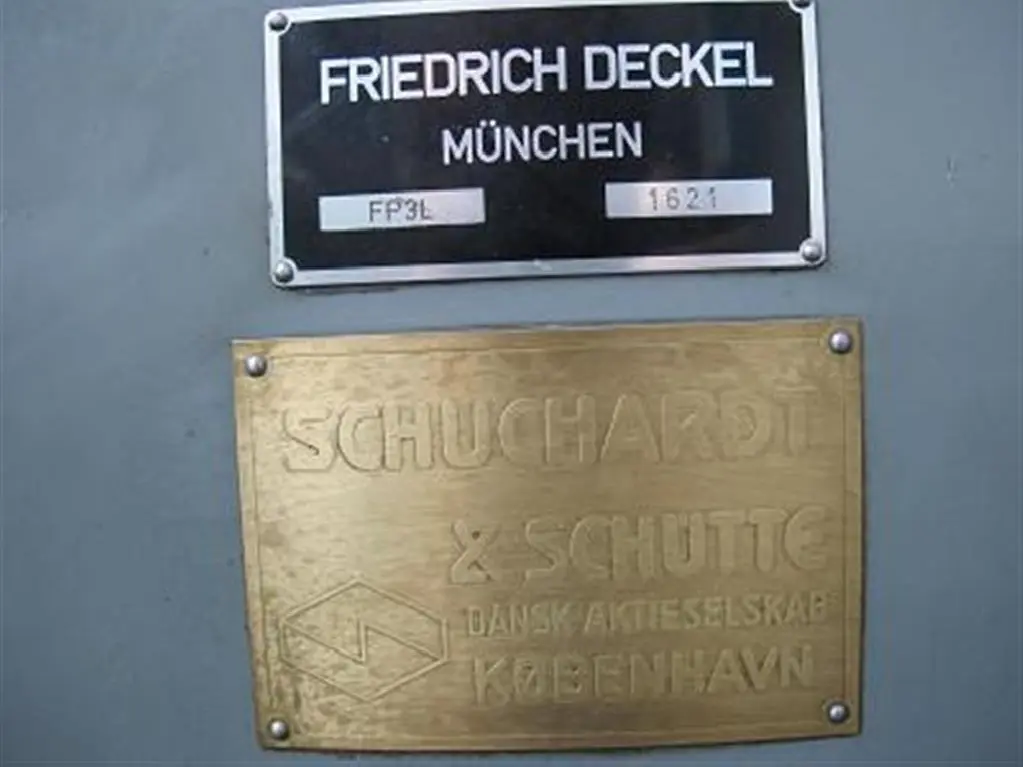 FRIEDRICH DECKEL
MÜNCHEN
FP3L 1621
SCHUCHARDT
& SCHÜTTE
DANSK AKTIESELSKAB
KØBENHAVN